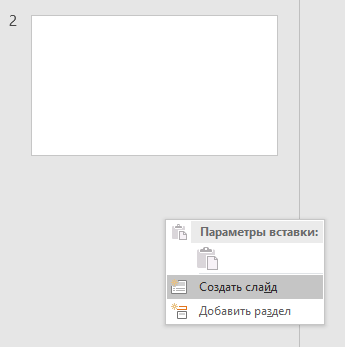 2
Параметры вставки:
Создать слайд
Добавить раздел